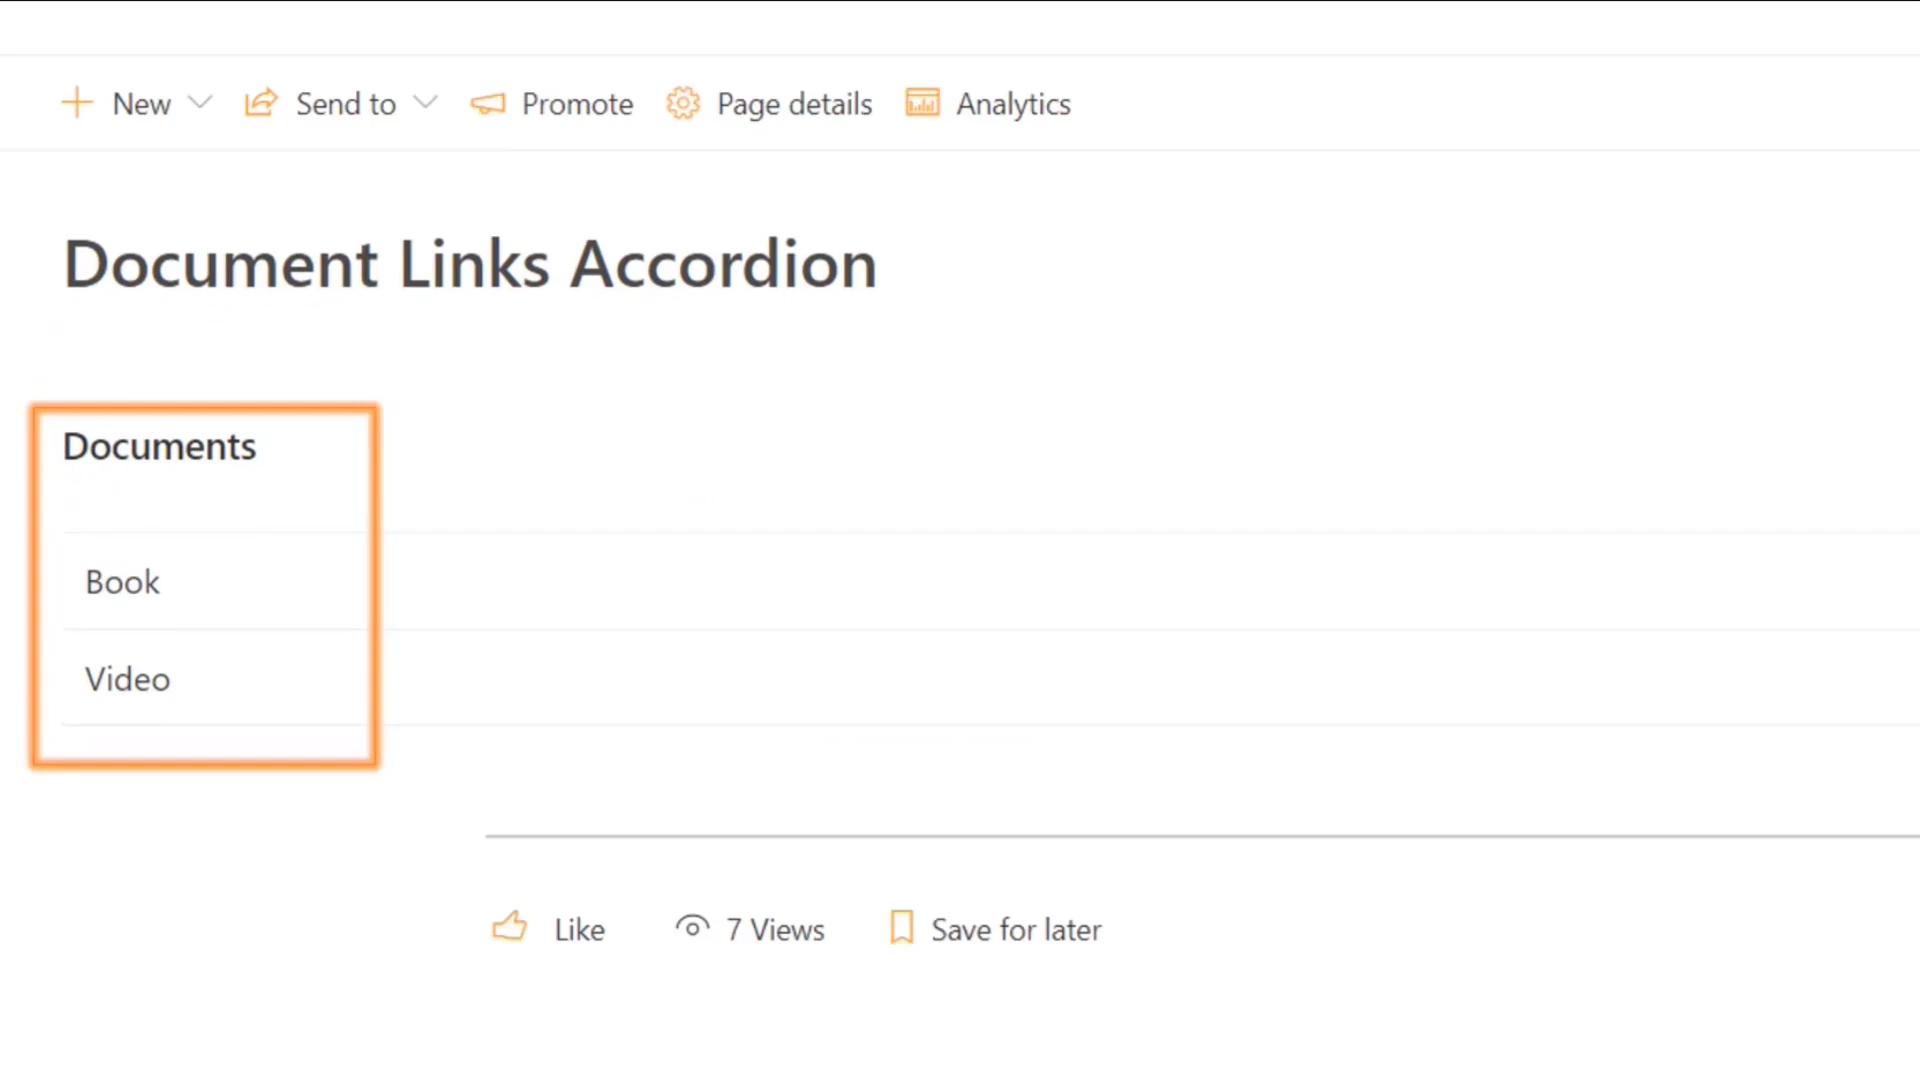 New Send to Promote Page details Analytics
Document Links Accordion
Documents
Book
Video
Like 7 Views Save for later